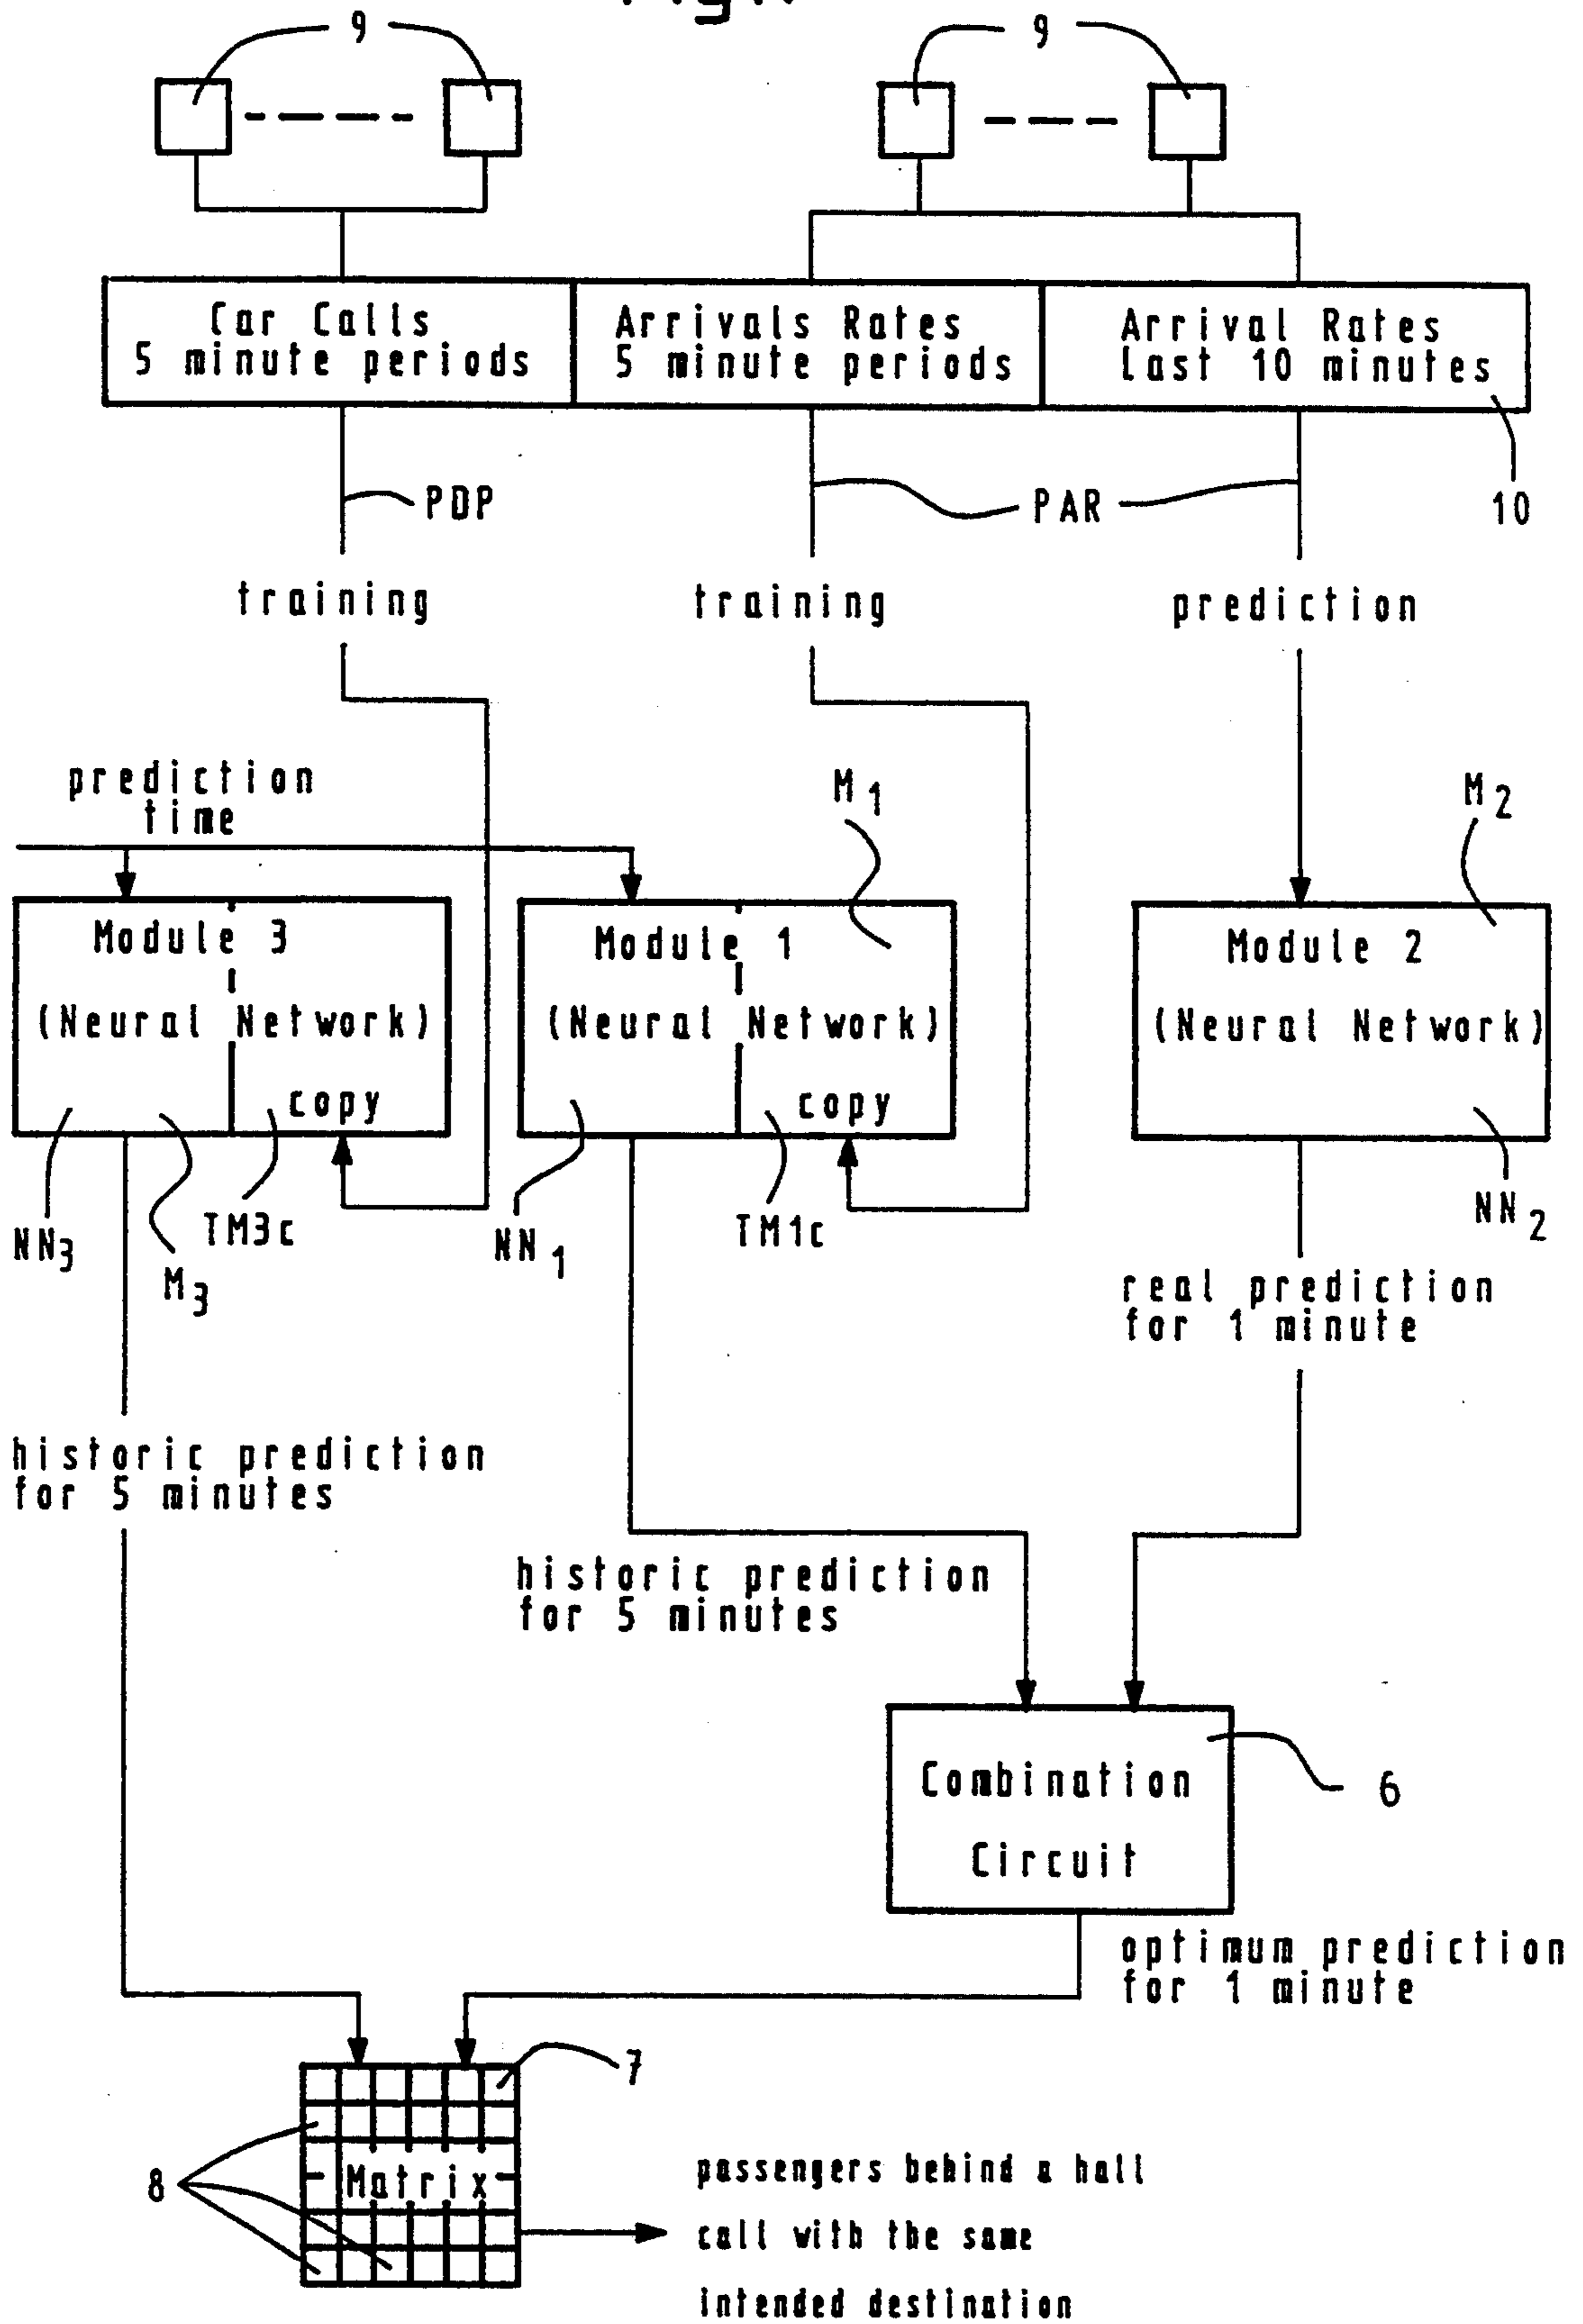 9
9
Car Calls
5 minute periods
Arrivals Rates
5 minute periods
Arrival Rates
last 10 minutes
10
PDP
PAR
training
training
prediction
prediction
time
M1
M2
Module 3
(Neural Network)
copy
Module 1
(Neural Network)
copy
Module 2
(Neural Network)
NN3
M3
TM3c
NN1
TM1c
NN2
real prediction
for 1 minute
historic prediction
for 5 minutes
historic prediction
for 5 minutes
Combination
Circuit
6
optimum prediction
for 1 minute
7
8
Matrix
passengers behind a hall
call with the same
intended destination